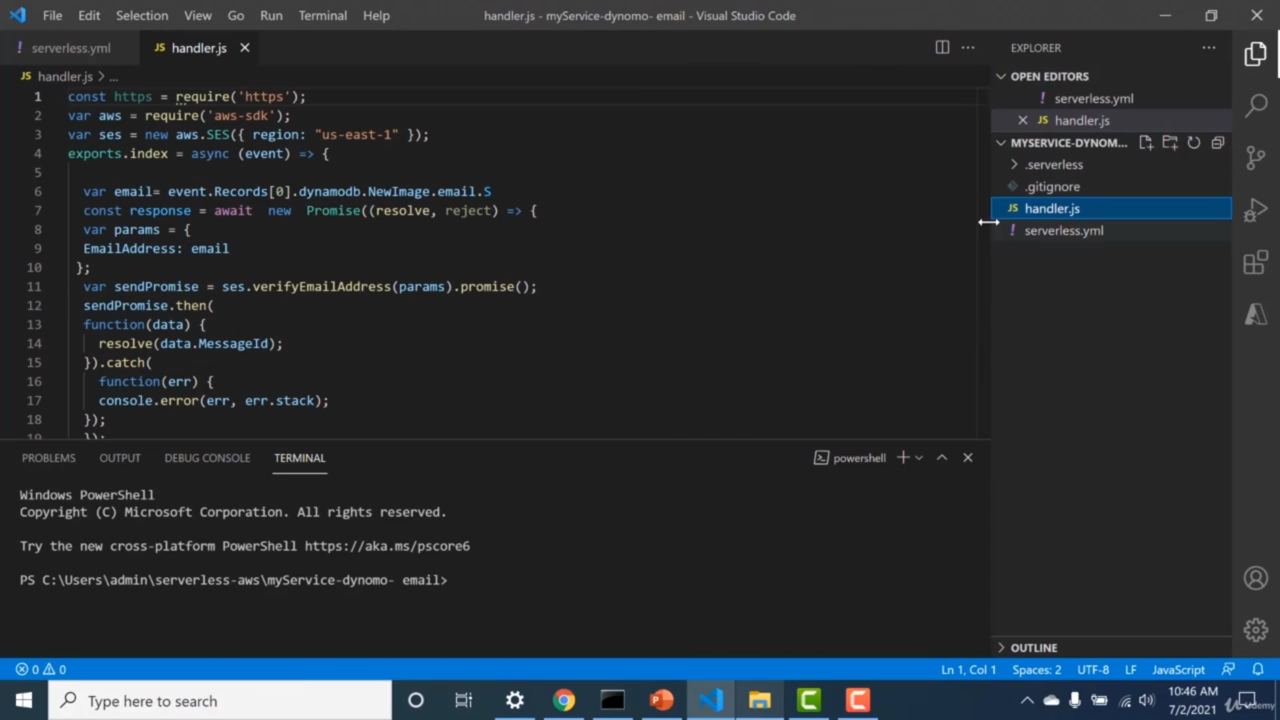 File Edit Selection View Go Run Terminal Help handler.js - myService-dynomo- email - Visual Studio Code
! serverless.yml JS handler.js
JS handler.js > ...
1 const https = require('https');
2 var aws = require('aws-sdk');
3 var ses = new aws.SES({ region: "us-east-1" });
4 exports.index = async (event) => {
5
6 var email= event.Records[0].dynamodb.NewImage.email.S
7 const response = await new Promise((resolve, reject) => {
8 var params = {
9 EmailAddress: email
10 };
11 var sendPromise = ses.verifyEmailAddress(params).promise();
12 sendPromise.then(
13 function(data) {
14 resolve(data.MessageId);
15 }).catch(
16 function(err) {
17 console.error(err, err.stack);
18 });
19 });
EXPLORER
OPEN EDITORS
! serverless.yml
JS handler.js
MYSERVICE-DYNOM...
.serverless
.gitignore
JS handler.js
! serverless.yml
OUTLINE
PROBLEMS OUTPUT DEBUG CONSOLE TERMINAL powershell
Windows PowerShell
Copyright (C) Microsoft Corporation. All rights reserved.
Try the new cross-platform PowerShell https://aka.ms/pscore6
PS C:\Users\admin\serverless-aws\myService-dynomo- email>
0 0 Ln 1, Col 1 Spaces: 2 UTF-8 LF JavaScript
Type here to search
10:46 AM
7/2/2021
Udemy